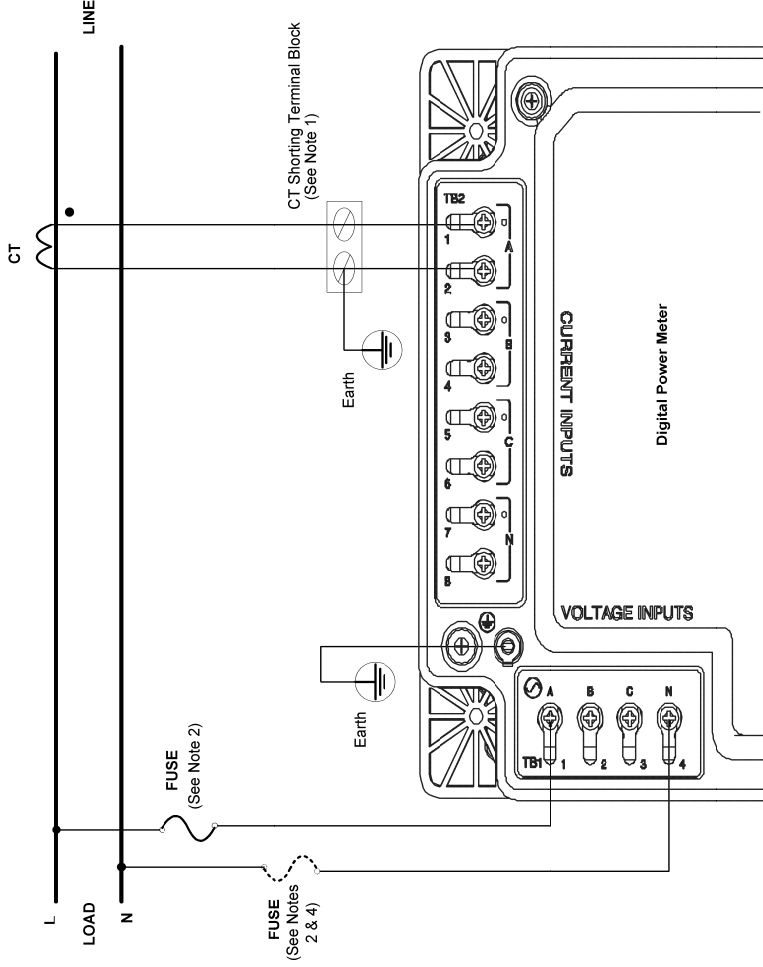 LINE
CT
CT Shorting Terminal Block
(See Note 1)
TB2
1
2
3
4
5
6
7
8
A
B
C
N
CURRENT INPUTS
Digital Power Meter
Earth
VOLTAGE INPUTS
Earth
A
B
C
N
TB1
1
2
3
4
FUSE
(See Note 2)
FUSE
(See Notes
2 & 4)
L
LOAD
N